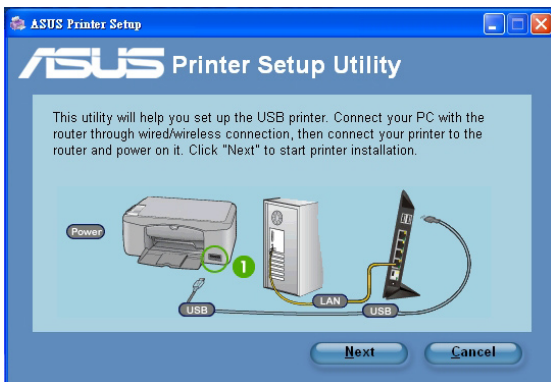 ASUS Printer Setup
ASUS Printer Setup Utility
This utility will help you set up the USB printer. Connect your PC with the
router through wired/wireless connection, then connect your printer to the
router and power on it. Click "Next" to start printer installation.
Power
1
USB
LAN
USB
Next
Cancel